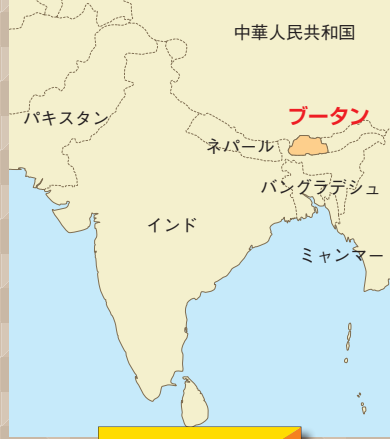 中華人民共和国
パキスタン
ブータン
ネパール
バングラデシュ
インド
ミャンマー